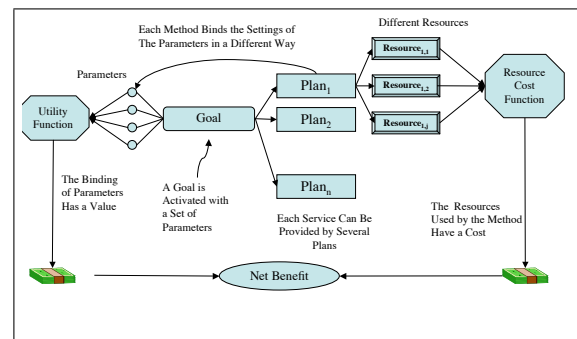 Each Method Binds the Settings of
The Parameters in a Different Way
Different Resources
Parameters
Utility
Function
Goal
Plan1
Plan2
Plann
Resource1,1
Resource1,2
Resource1,j
Resource
Cost
Function
The Binding
of Parameters
Has a Value
A Goal is
Activated with
a Set of
Parameters
Each Service Can Be
Provided by Several
Plans
The Resources
Used by the Method
Have a Cost
Net Benefit